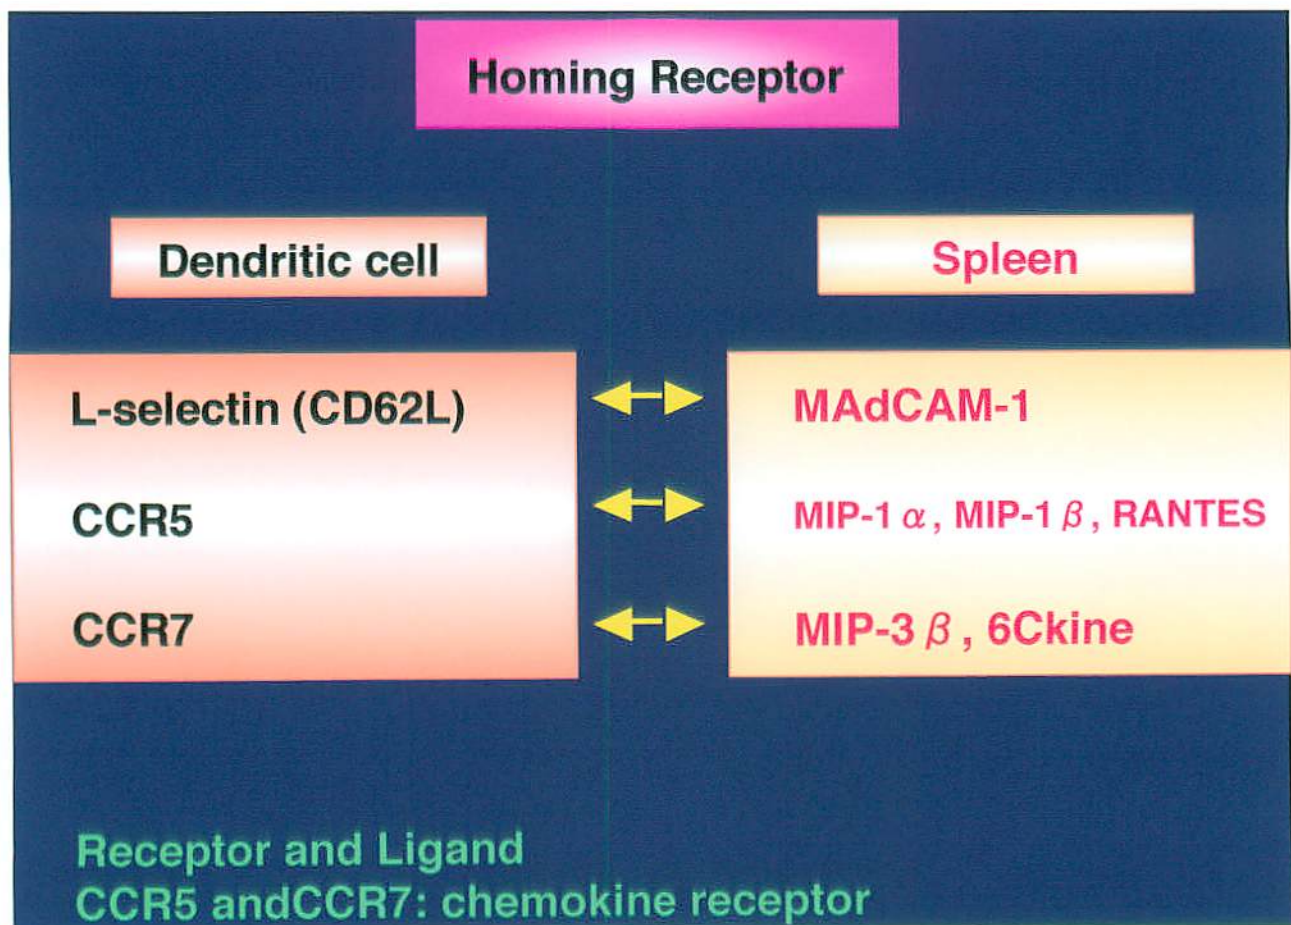 Homing Receptor
Dendritic cell
Spleen
L-selectin (CD62L)
MAdCAM-1
CCR5
MIP-1 α, MIP-1 β, RANTES
CCR7
MIP-3 β, 6Ckine
Receptor and Ligand
CCR5 andCCR7: chemokine receptor